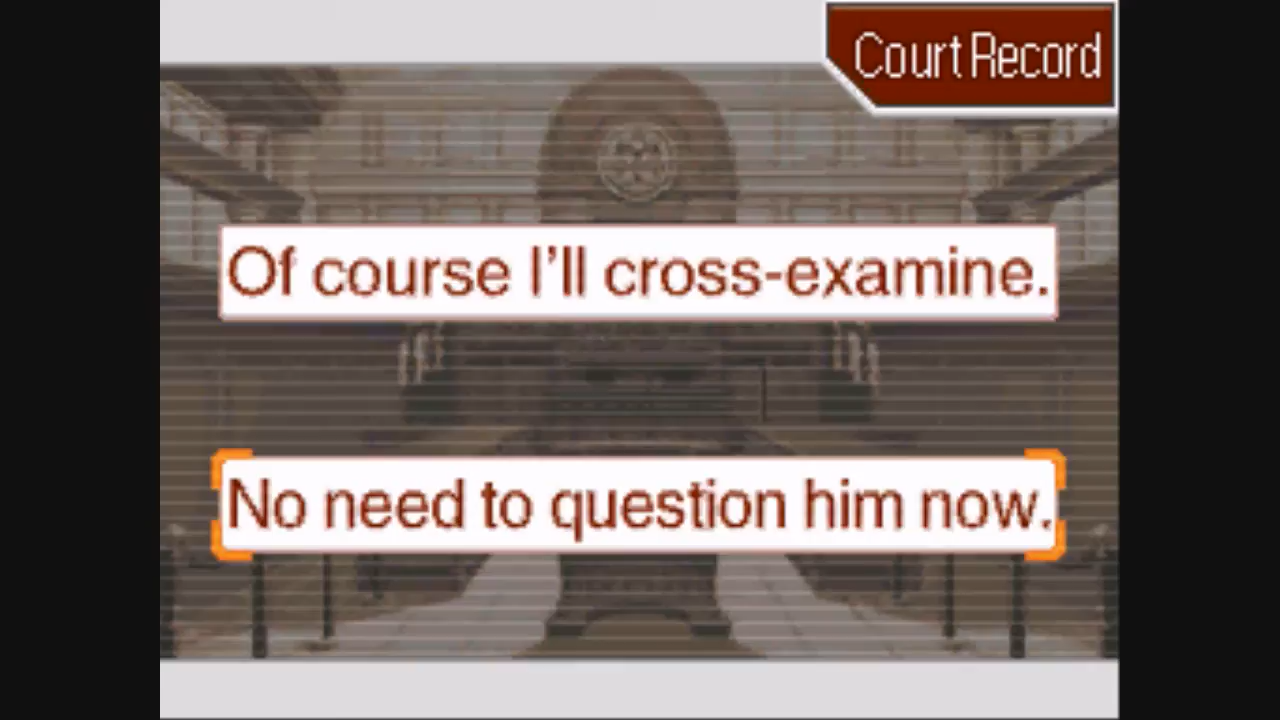 Court Record
Of course I’ll cross-examine.
No need to question him now.